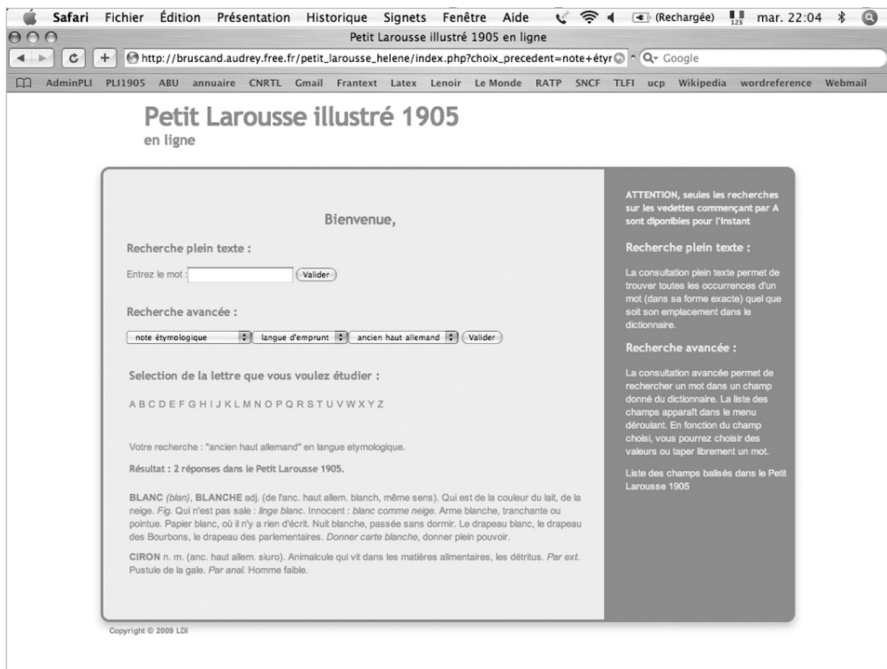 Safari Fichier Édition Présentation Historique Signets Fenêtre Aide (Rechargée) 123 mar. 22:04
Petit Larousse illustré 1905 en ligne
http://bruscand.audrey.free.fr/petit_larousse_helene/index.php?choix_precedent=note+étyr Google
AdminPLI PLI1905 ABU annuaire CNRTL Gmail Frantext Latex Lenoir Le Monde RATP SNCF TLFI ucp Wikipedia wordreference Webmail
Petit Larousse illustré 1905
en ligne
Bienvenue,
Recherche plein texte :
Entrez le mot : Valider
Recherche avancée :
note étymologique langue d'emprunt ancien haut allemand Valider
Selection de la lettre que vous voulez étudier :
A B C D E F G H I J K L M N O P Q R S T U V W X Y Z
Votre recherche : "ancien haut allemand" en langue etymologique.
Résultat : 2 réponses dans le Petit Larousse 1905.
BLANC (blan), BLANCHE adj. (de l'anc. haut allem. blanch, même sens). Qui est de la couleur du lait, de la
neige. Fig. Qui n'est pas sale : linge blanc. Innocent : blanc comme neige. Arme blanche, tranchante ou
pointue. Papier blanc, où il n'y a rien d'écrit. Nuit blanche, passée sans dormir. Le drapeau blanc, le drapeau
des Bourbons, le drapeau des parlementaires. Donner carte blanche, donner plein pouvoir.
CIRON n. m. (anc. haut allem. siuro). Animalcule qui vit dans les matières alimentaires, les détritus. Par ext.
Pustule de la gale. Par anal. Homme faible.
ATTENTION, seules les recherches
sur les vedettes commençant par A
sont diponibles pour l'instant
Recherche plein texte :
La consultation plein texte permet de
trouver toutes les occurrences d'un
mot (dans sa forme exacte) quel que
soit son emplacement dans le
dictionnaire.
Recherche avancée :
La consultation avancée permet de
rechercher un mot dans un champ
donné du dictionnaire. La liste des
champs apparaît dans le menu
déroulant. En fonction du champ
choisi, vous pourrez choisir des
valeurs ou taper librement un mot.
Liste des champs balisés dans le Petit
Larousse 1905
Copyright © 2009 LDI